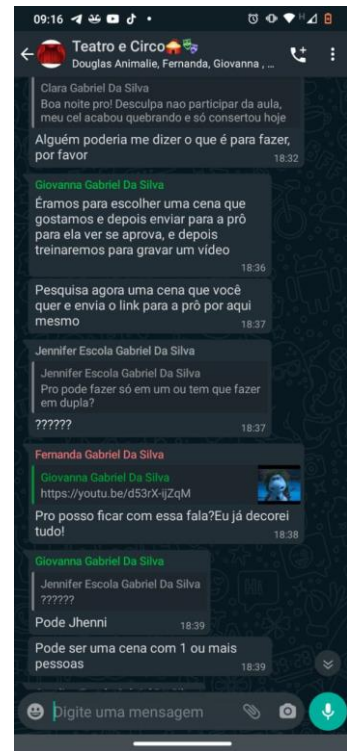 09:16
Teatro e Circo
Douglas Animalie, Fernanda, Giovanna , ...
Clara Gabriel Da Silva
Boa noite pro! Desculpa nao participar da aula,
meu cel acabou quebrando e só consertou hoje
Alguém poderia me dizer o que é para fazer,
por favor
18:32
Giovanna Gabriel Da Silva
Éramos para escolher uma cena que
gostamos e depois enviar para a prô
para ela ver se aprova, e depois
treinaremos para gravar um vídeo
18:36
Pesquisa agora uma cena que você
quer e envia o link para a prô por aqui
mesmo
18:37
Jennifer Escola Gabriel Da Silva
Jennifer Escola Gabriel Da Silva
Pro pode fazer só em um ou tem que fazer
em dupla?
??????
18:37
Fernanda Gabriel Da Silva
Giovanna Gabriel Da Silva
https://youtu.be/d53rX-ijZqM
Pro posso ficar com essa fala?Eu já decorei
tudo!
18:38
Giovanna Gabriel Da Silva
Jennifer Escola Gabriel Da Silva
??????
Pode Jhenni
18:39
Pode ser uma cena com 1 ou mais
pessoas
18:39
Digite uma mensagem